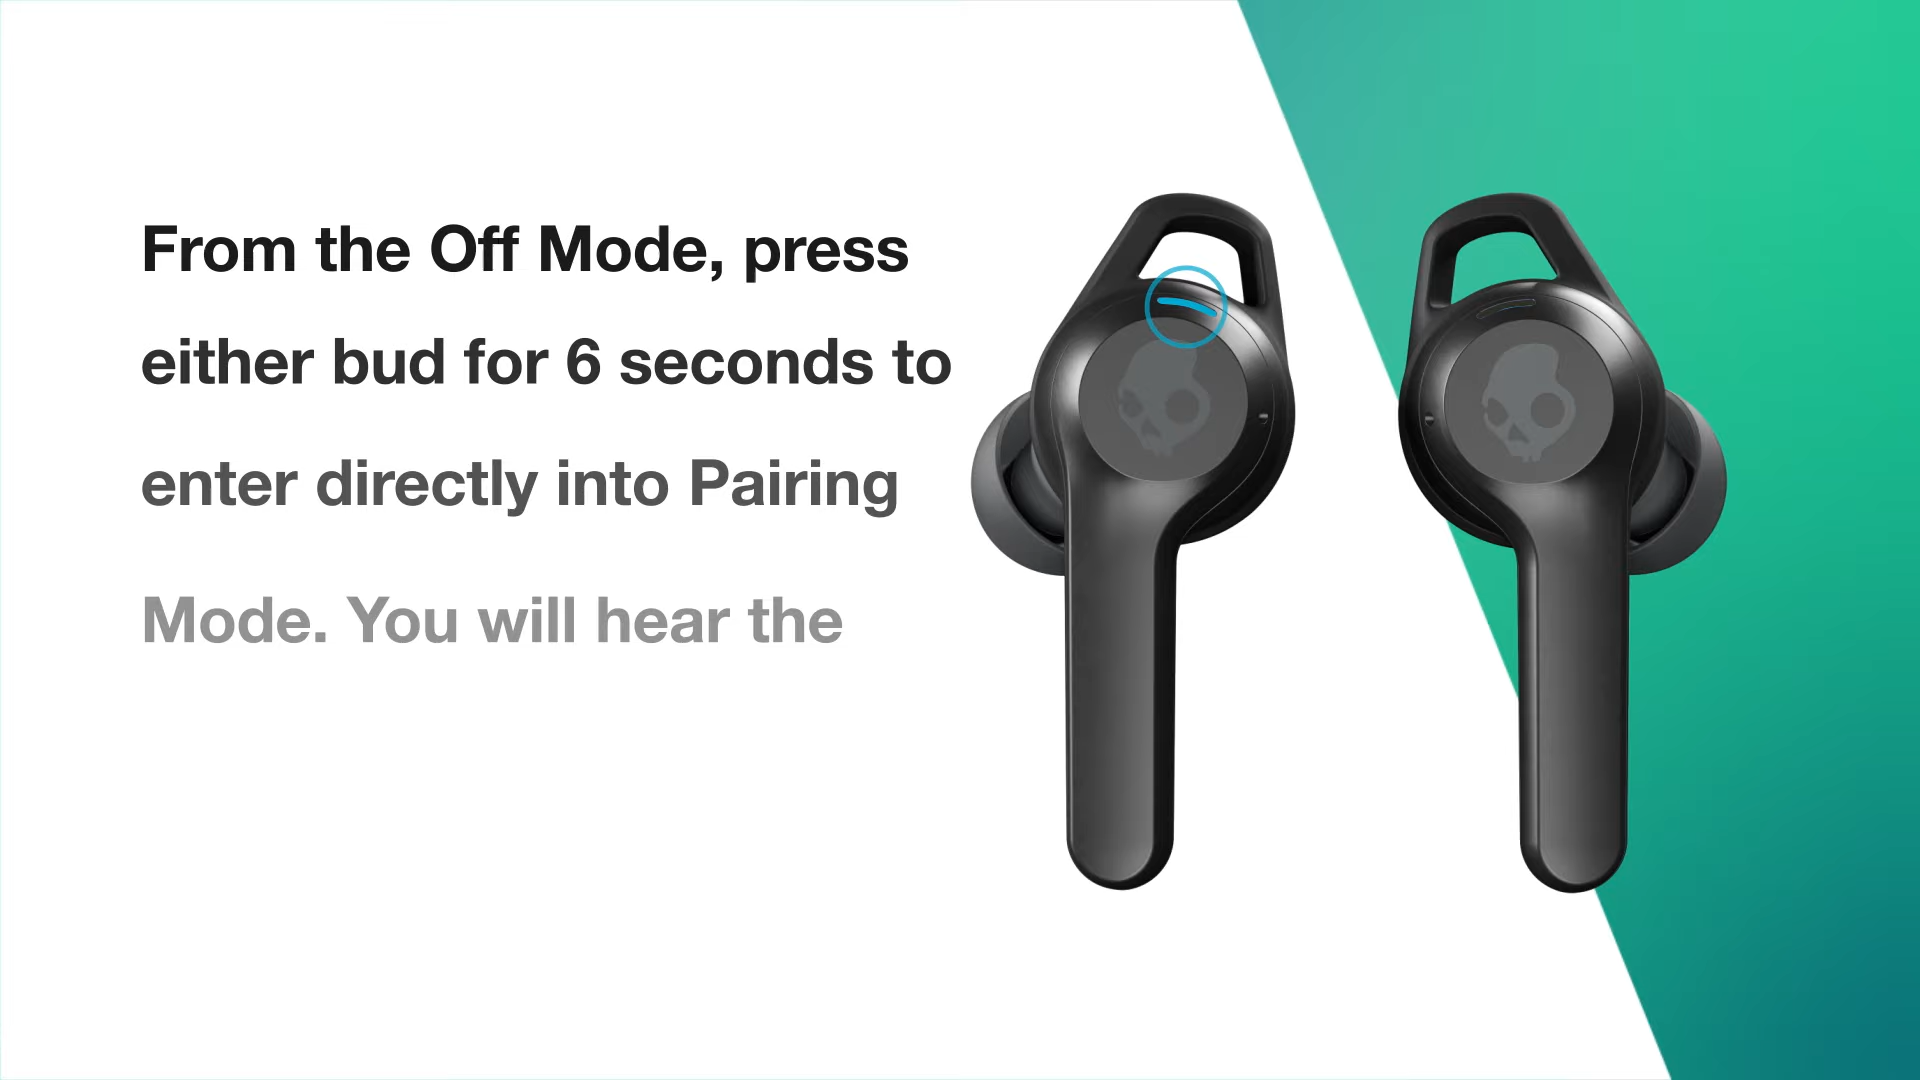 From the Off Mode, press
either bud for 6 seconds to
enter directly into Pairing
Mode. You will hear the